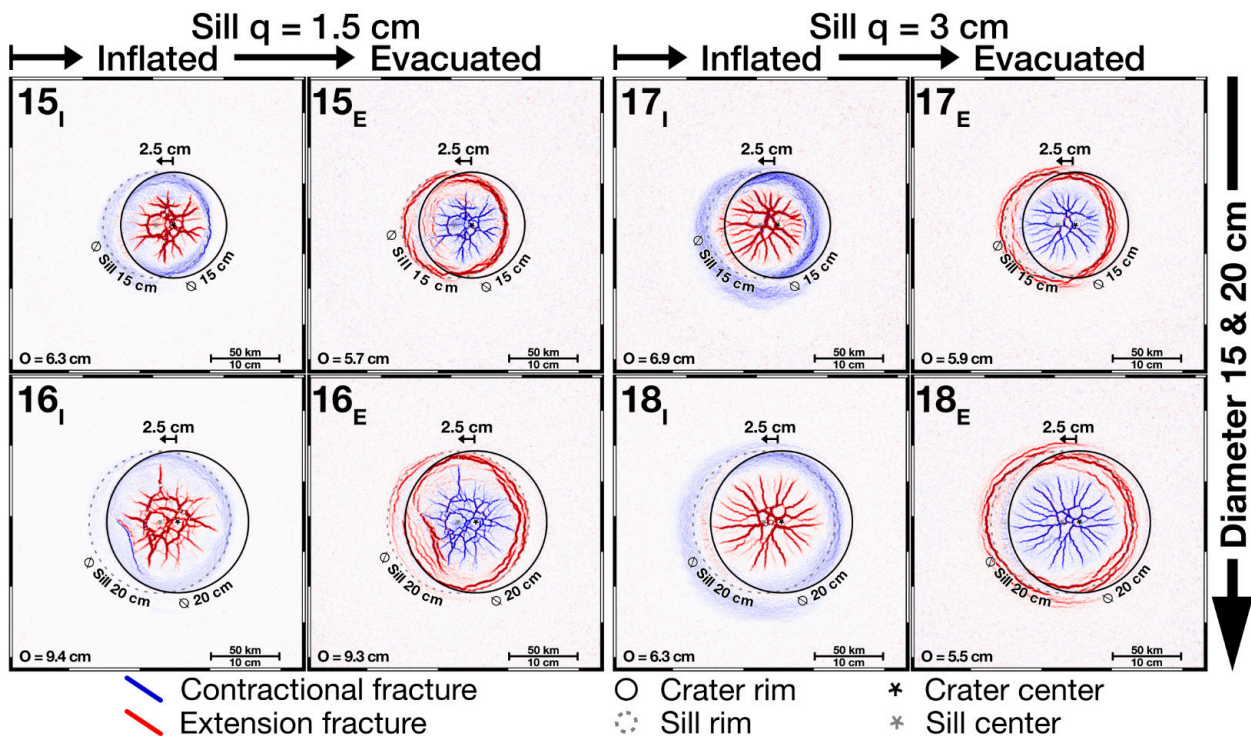 Sill q = 1.5 cm
Sill q = 3 cm
Inflated
Evacuated
Inflated
Evacuated
15I
2.5 cm
∅ Sill 15 cm
∅ 15 cm
O = 6.3 cm
50 km
10 cm
15E
2.5 cm
∅ Sill 15 cm
∅ 15 cm
O = 5.7 cm
50 km
10 cm
17I
2.5 cm
∅ Sill 15 cm
∅ 15 cm
O = 6.9 cm
50 km
10 cm
17E
2.5 cm
∅ Sill 15 cm
∅ 15 cm
O = 5.9 cm
50 km
10 cm
16I
2.5 cm
∅ Sill 20 cm
∅ 20 cm
O = 9.4 cm
50 km
10 cm
16E
2.5 cm
∅ Sill 20 cm
∅ 20 cm
O = 9.3 cm
50 km
10 cm
18I
2.5 cm
∅ Sill 20 cm
∅ 20 cm
O = 6.3 cm
50 km
10 cm
18E
2.5 cm
∅ Sill 20 cm
∅ 20 cm
O = 5.5 cm
50 km
10 cm
Diameter 15 & 20 cm
Contractional fracture
Extension fracture
Crater rim
Sill rim
Crater center
Sill center